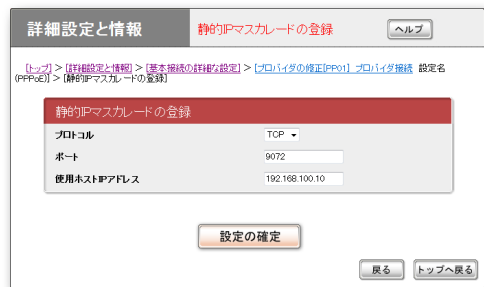 詳細設定と情報
静的IPマスカレードの登録
ヘルプ
[トップ] > [詳細設定と情報] > [基本接続の詳細な設定] > [プロバイダの修正[PP01] プロバイダ接続 設定名
(PPPoE)] > [静的IPマスカレードの登録]
静的IPマスカレードの登録
プロトコル TCP
ポート 9072
使用ホストIPアドレス 192.168.100.10
設定の確定
戻る トップへ戻る